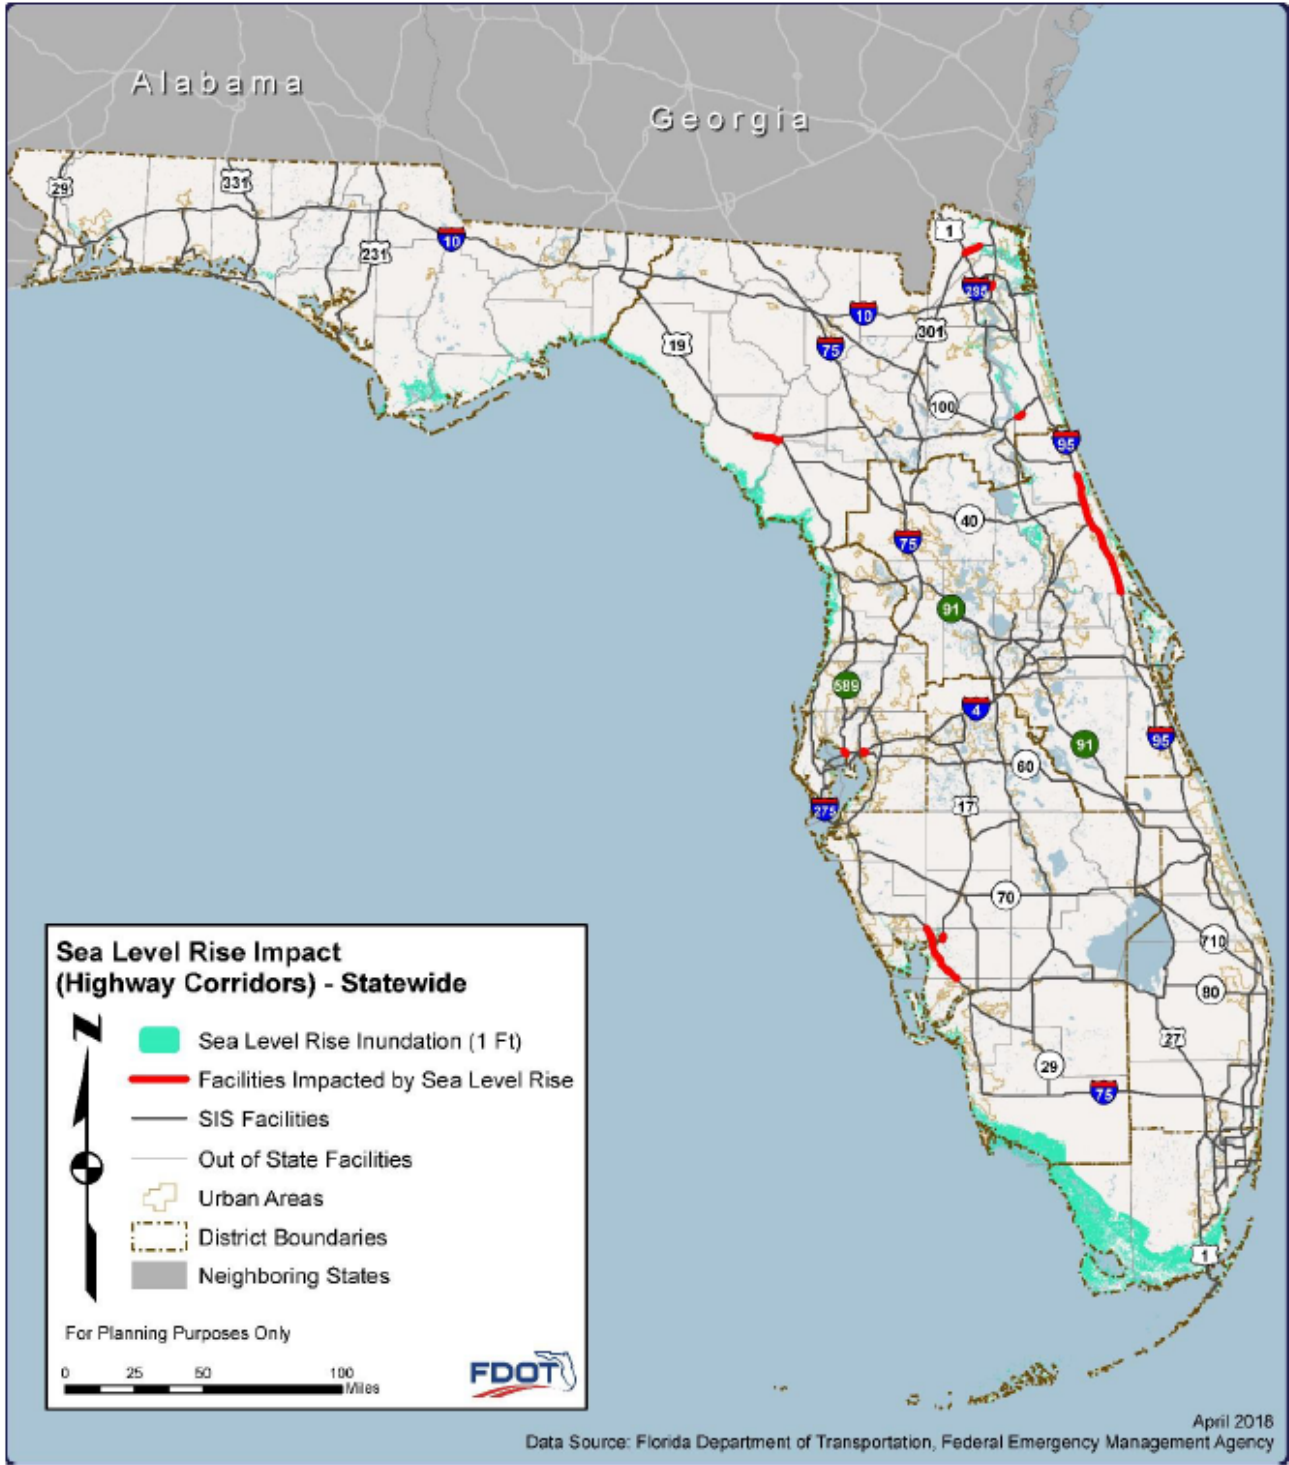 Alabama
Georgia
29
331
231
10
1
295
10
301
75
19
100
95
40
75
91
589
4
91
95
60
17
275
70
710
80
27
29
75
1
Sea Level Rise Impact
(Highway Corridors) - Statewide
N
Sea Level Rise Inundation (1 Ft)
Facilities Impacted by Sea Level Rise
SIS Facilities
Out of State Facilities
Urban Areas
District Boundaries
Neighboring States
For Planning Purposes Only
0 25 50 100
Miles
FDOT
April 2018
Data Source: Florida Department of Transportation, Federal Emergency Management Agency